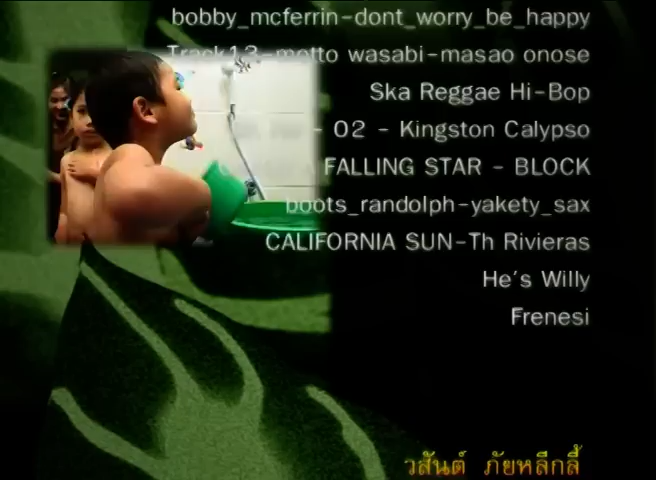 bobby_mcferrin-dont_worry_be_happy
Track13-motto wasabi-masao onose
Ska Reggae Hi-Bop
- 02 - Kingston Calypso
FALLING STAR - BLOCK
boots_randolph-yakety_sax
CALIFORNIA SUN-Th Rivieras
He's Willy
Frenesi
วสันต์ ภัยหลีกลี้